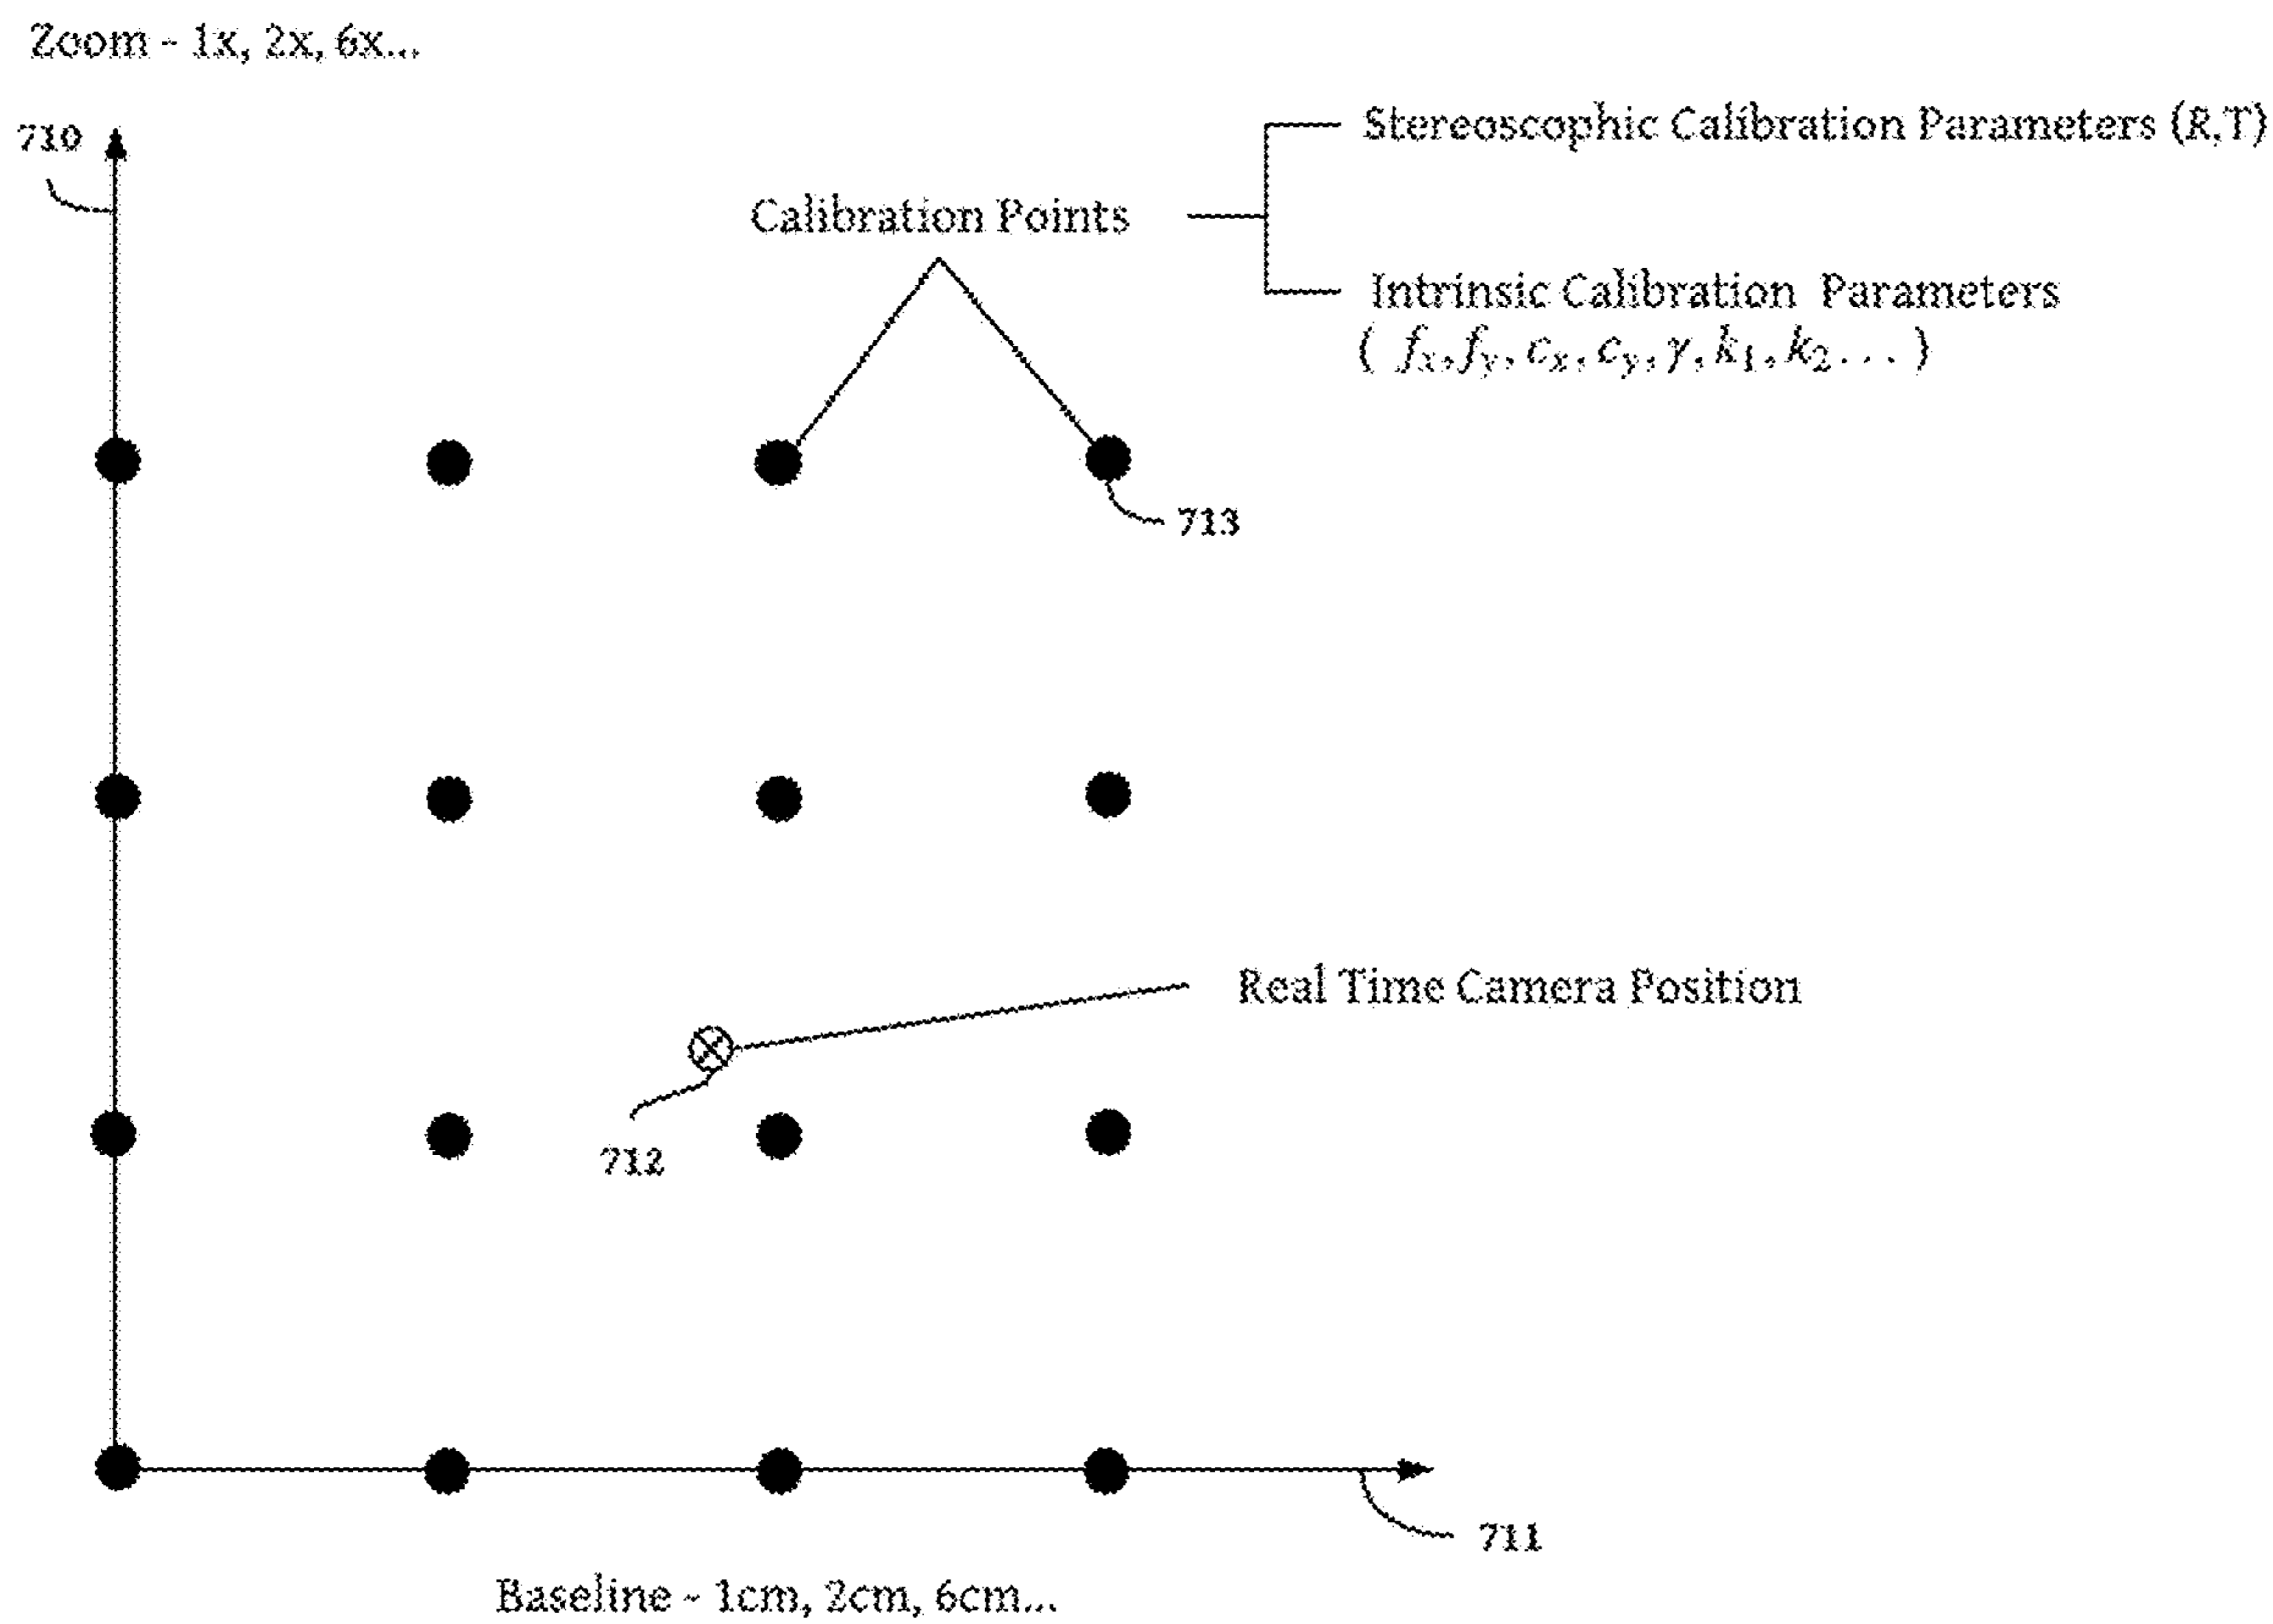 Zoom - 1x, 2x, 6x...
710
Stereoscophic Calibration Parameters (R,T)
Calibration Points
Intrinsic Calibration Parameters
( fx, fy, cx, cy, γ, k1, k2 . . . )
713
Real Time Camera Position
712
711
Baseline - 1cm, 2cm, 6cm...